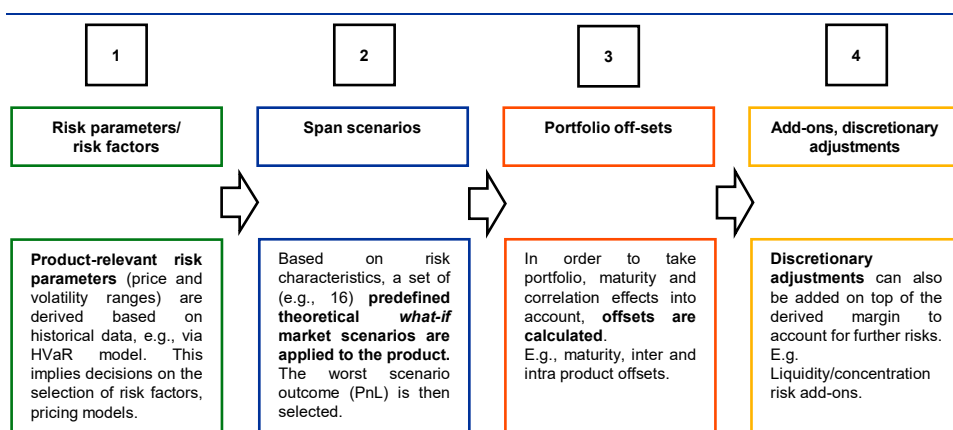 1
2
3
4
Risk parameters/
risk factors
Span scenarios
Portfolio off-sets
Add-ons, discretionary
adjustments
Product-relevant risk
parameters (price and
volatility ranges) are
derived based on
historical data, e.g., via
HVaR model. This
implies decisions on the
selection of risk factors,
pricing models.
Based on risk
characteristics, a set of
(e.g., 16) predefined
theoretical what-if
market scenarios are
applied to the product.
The worst scenario
outcome (PnL) is then
selected.
In order to take
portfolio, maturity and
correlation effects into
account, offsets are
calculated.
E.g., maturity, inter and
intra product offsets.
Discretionary
adjustments can also
be added on top of the
derived margin to
account for further risks.
E.g.
Liquidity/concentration
risk add-ons.